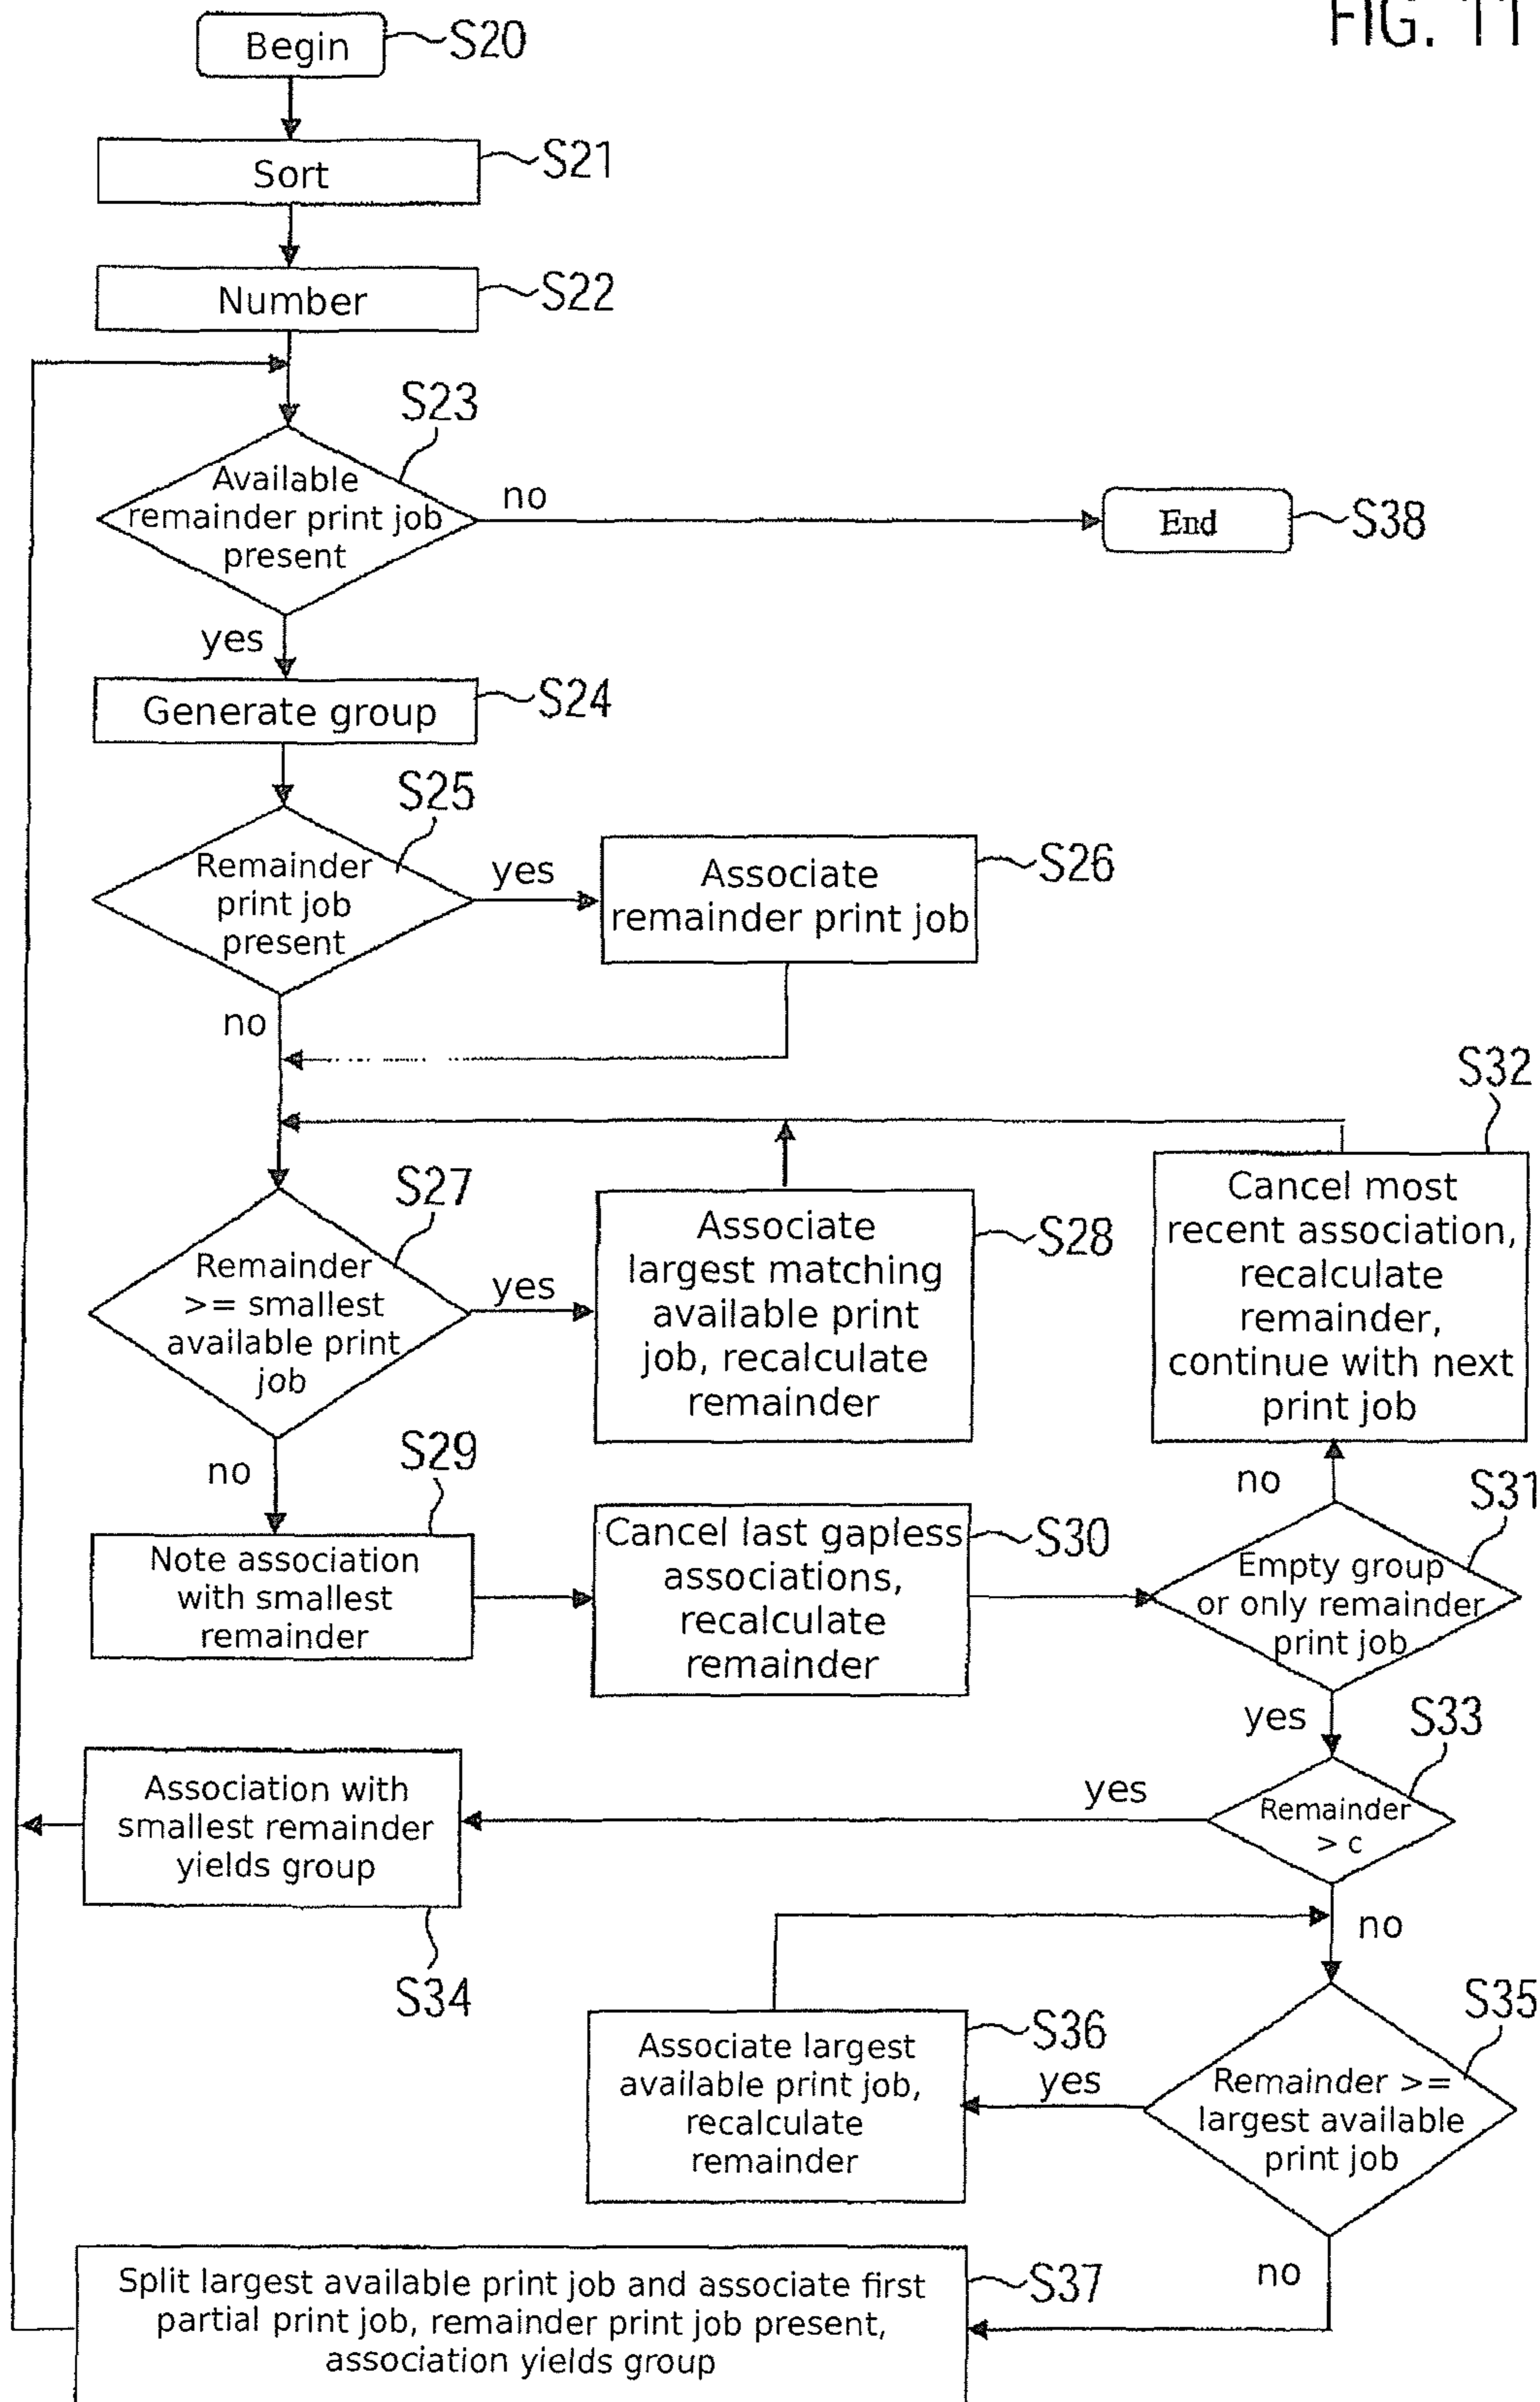 FIG. 11
Begin
S20
Sort
S21
Number
S22
S23
Available
remainder print job
present
no
End
S38
yes
Generate group
S24
S25
Remainder
print job
present
yes
Associate
remainder print job
S26
no
S32
Cancel most
recent association,
recalculate
remainder,
continue with next
print job
S27
Remainder
>= smallest
available print
job
yes
Associate
largest matching
available print
job, recalculate
remainder
S28
no
S29
Note association
with smallest
remainder
Cancel last gapless
associations,
recalculate
remainder
S30
no
S31
Empty group
or only remainder
print job
yes
S33
Remainder
> c
yes
Association with
smallest remainder
yields group
S34
no
S35
Remainder >=
largest available
print job
yes
Associate largest
available print job,
recalculate
remainder
S36
no
Split largest available print job and associate first
partial print job, remainder print job present,
association yields group
S37